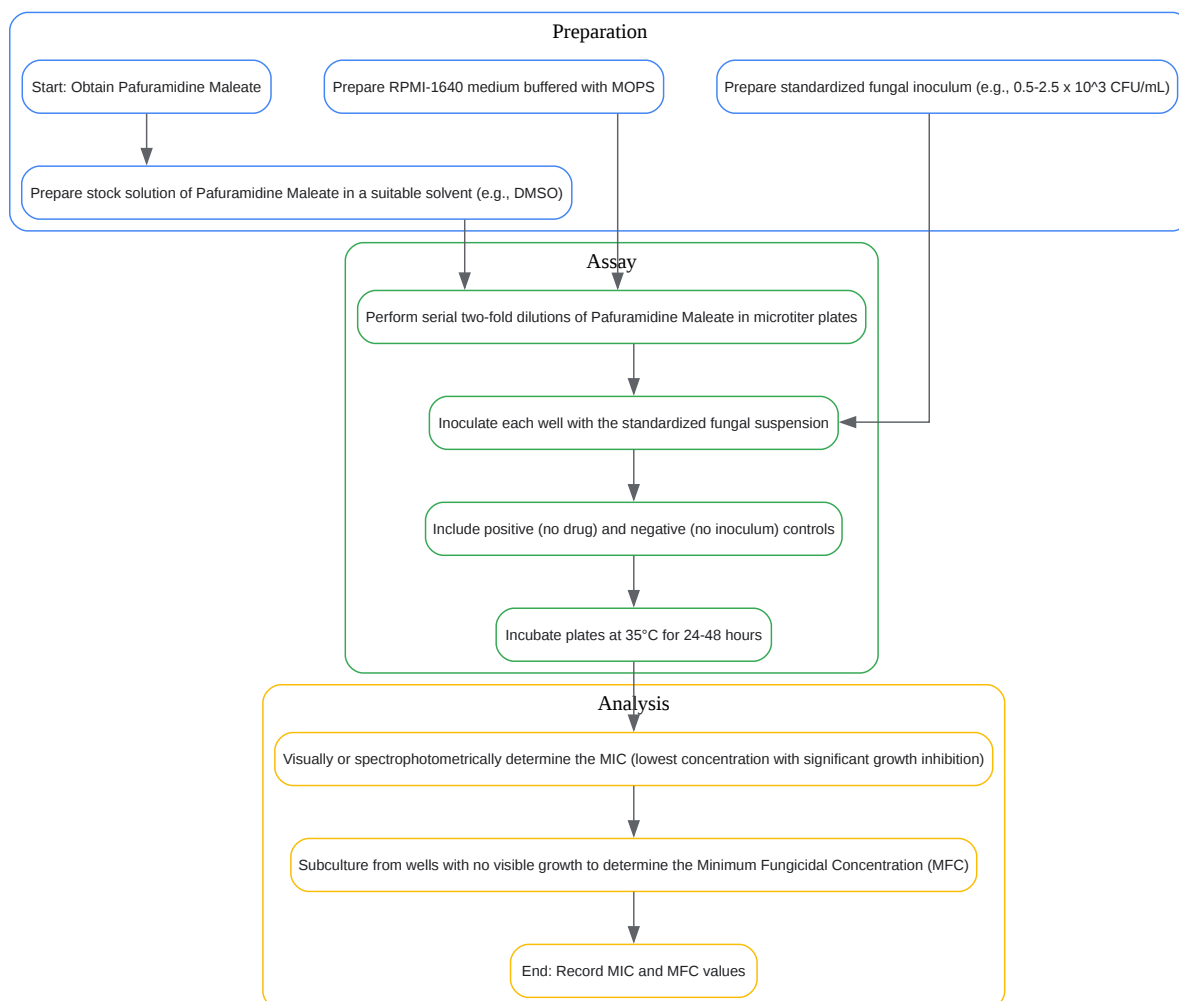 Preparation
Start: Obtain Pafuramidine Maleate
Prepare RPMI-1640 medium buffered with MOPS
Prepare standardized fungal inoculum (e.g., 0.5-2.5 x 10^3 CFU/mL)
Prepare stock solution of Pafuramidine Maleate in a suitable solvent (e.g., DMSO)
Assay
Perform serial two-fold dilutions of Pafuramidine Maleate in microtiter plates
Inoculate each well with the standardized fungal suspension
Include positive (no drug) and negative (no inoculum) controls
Incubate plates at 35°C for 24-48 hours
Analysis
Visually or spectrophotometrically determine the MIC (lowest concentration with significant growth inhibition)
Subculture from wells with no visible growth to determine the Minimum Fungicidal Concentration (MFC)
End: Record MIC and MFC values